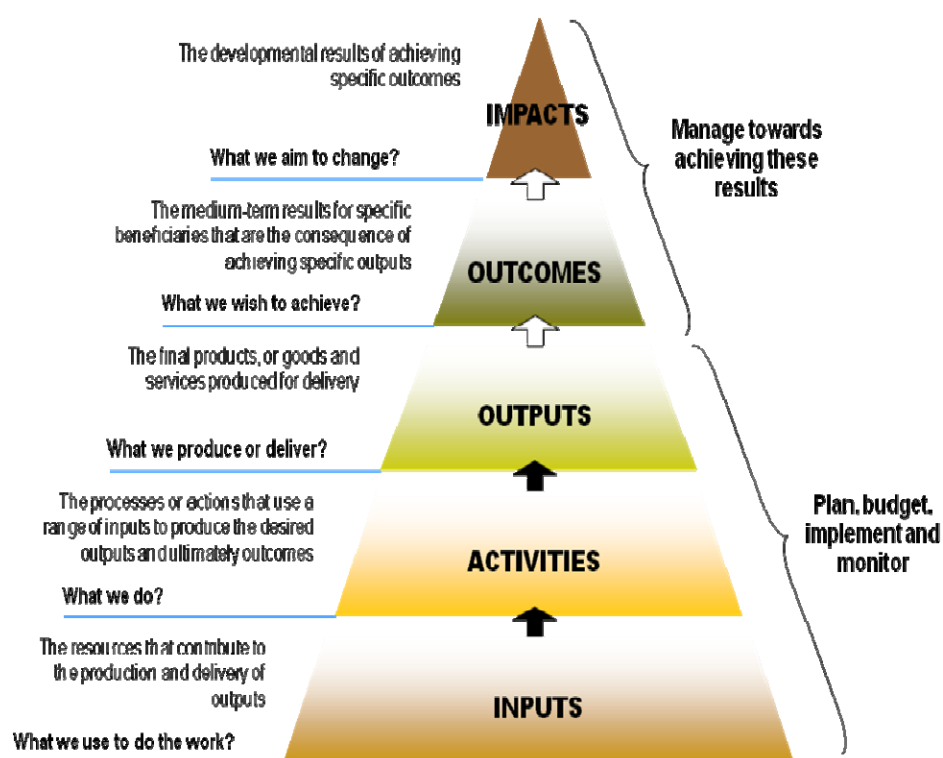 The developmental results of achieving
specific outcomes
IMPACTS
Manage towards
achieving these
results
What we aim to change?
The medium-term results for specific
beneficiaries that are the consequence of
achieving specific outputs
OUTCOMES
What we wish to achieve?
The final products, or goods and
services produced for delivery
OUTPUTS
What we produce or deliver?
The processes or actions that use a
range of inputs to produce the desired
outputs and ultimately outcomes
ACTIVITIES
Plan, budget,
implement and
monitor
What we do?
The resources that contribute to
the production and delivery of
outputs
INPUTS
What we use to do the work?